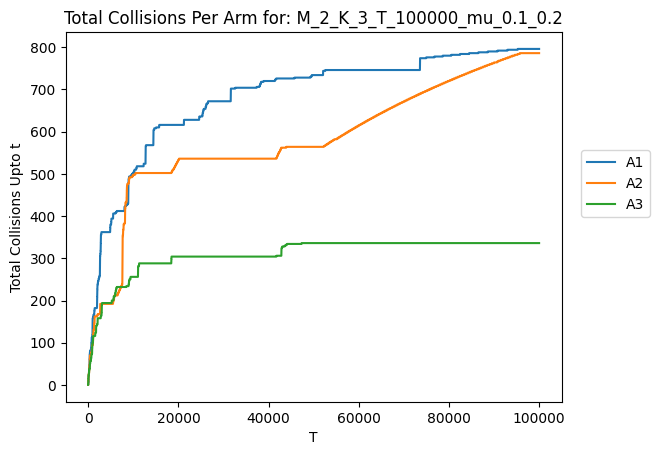 Total Collisions Per Arm for: M_2_K_3_T_100000_mu_0.1_0.2
Total Collisions Upto t
800
700
600
500
400
300
200
100
0
0 20000 40000 60000 80000 100000
T
A1
A2
A3